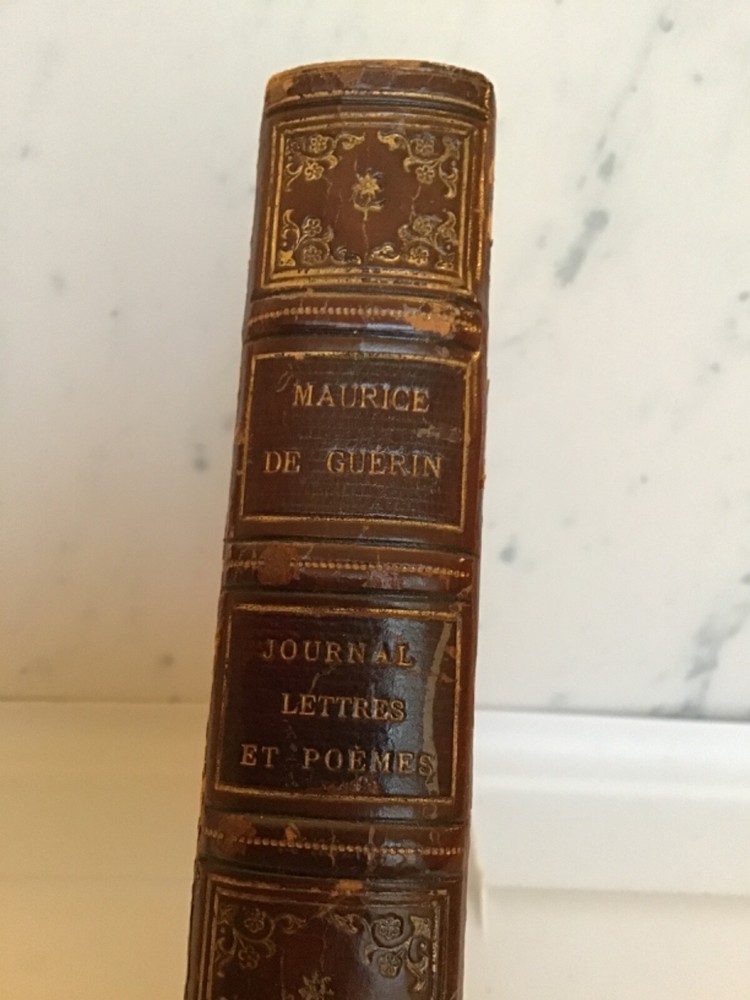 MAURICE
DE GUÉRIN
JOURNAL
LETTRES
ET POÈMES